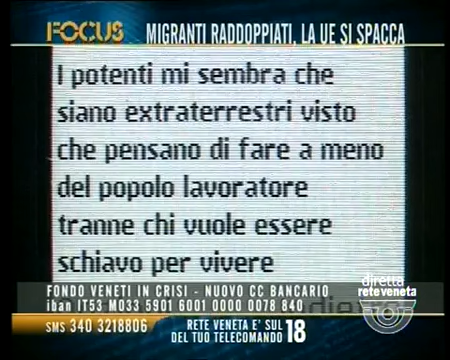 FOCUS MIGRANTI RADDOPPIATI, LA UE SI SPACCA
I potenti mi sembra che
siano extraterrestri visto
che pensano di fare a meno
del popolo lavoratore
tranne chi vuole essere
schiavo per vivere
diretta
reteveneta
FONDO VENETI IN CRISI - NUOVO CC BANCARIO
iban IT53 M033 5901 6001 0000 0078 840
SMS 340 3218806
RETE VENETA E' SUL 18
DEL TUO TELECOMANDO